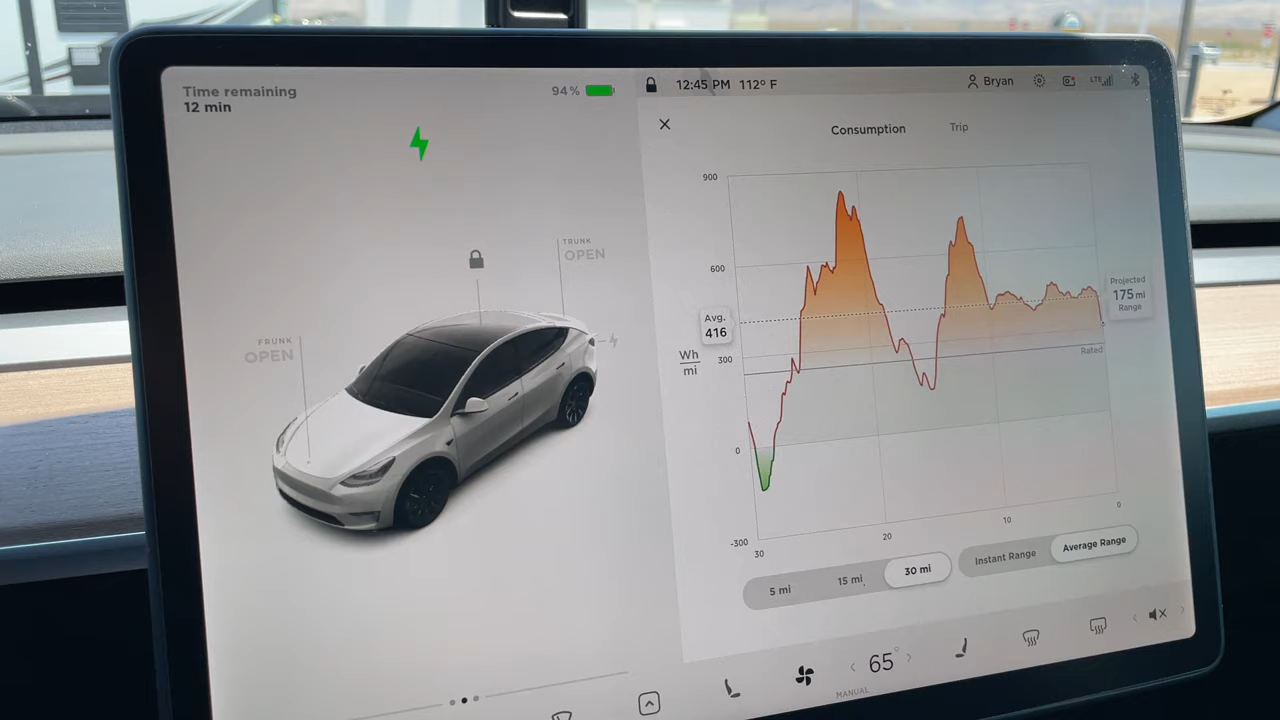 Time remaining
12 min
94%
12:45 PM 112° F
Bryan
LTE
Consumption
Trip
TRUNK
OPEN
FRUNK
OPEN
900
600
300
0
-300
Avg.
416
Wh
mi
Projected
175 mi
Range
Rated
30
20
10
0
5 mi
15 mi
30 mi
Instant Range
Average Range
65°
MANUAL